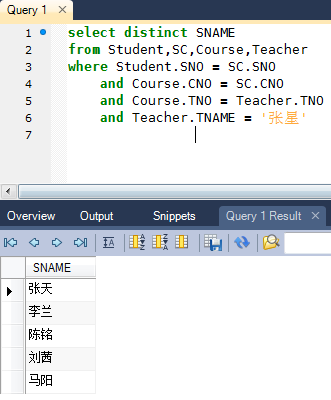 Query 1
1 select distinct SNAME
2 from Student,SC,Course,Teacher
3 where Student.SNO = SC.SNO
4 and Course.CNO = SC.CNO
5 and Course.TNO = Teacher.TNO
6 and Teacher.TNAME = '张星'
7
Overview Output Snippets Query 1 Result
SNAME
张天
李兰
陈铭
刘茜
马阳